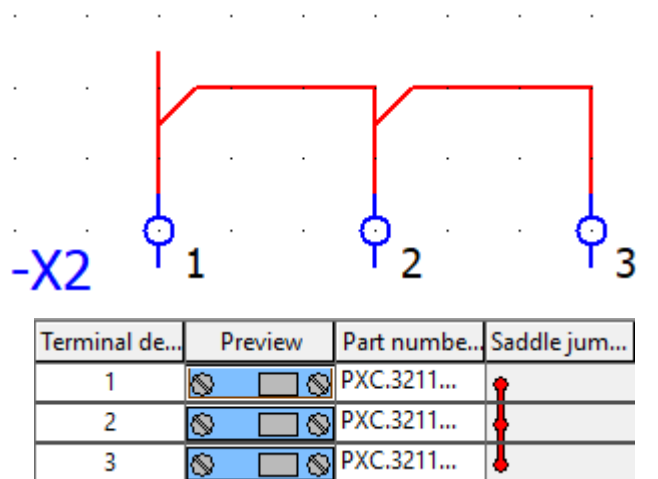 -X2 1 2 3
Terminal de... Preview Part numbe... Saddle jum...
1 PXC.3211...
2 PXC.3211...
3 PXC.3211...